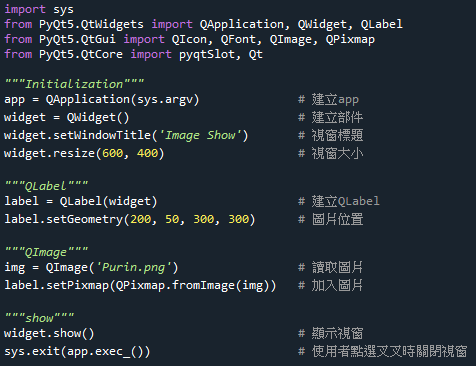 import sys
from PyQt5.QtWidgets import QApplication, QWidget, QLabel
from PyQt5.QtGui import QIcon, QFont, QImage, QPixmap
from PyQt5.QtCore import pyqtSlot, Qt
"""Initialization"""
app = QApplication(sys.argv) # 建立app
widget = QWidget() # 建立部件
widget.setWindowTitle('Image Show') # 視窗標題
widget.resize(600, 400) # 視窗大小
"""QLabel"""
label = QLabel(widget) # 建立QLabel
label.setGeometry(200, 50, 300, 300) # 圖片位置
"""QImage"""
img = QImage('Purin.png') # 讀取圖片
label.setPixmap(QPixmap.fromImage(img)) # 加入圖片
"""show"""
widget.show() # 顯示視窗
sys.exit(app.exec_()) # 使用者點選叉叉時關閉視窗